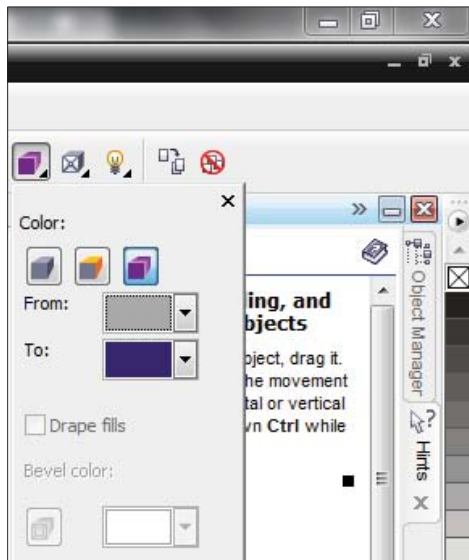 Color:
From:
To:
Drape fills
Bevel color:
ing, and
bjects
bject, drag it.
he movement
tal or vertical
vn Ctrl while
Object Manager
Hints